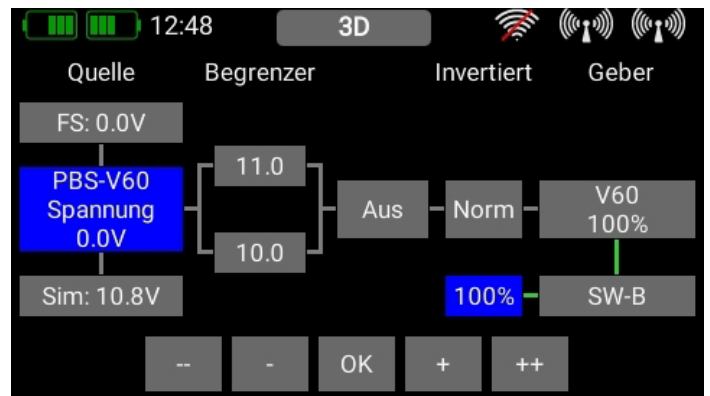 12:48 3D
Quelle Begrenzer Invertiert Geber
FS: 0.0V
PBS-V60
Spannung
0.0V
11.0
10.0
Aus
Norm
V60
100%
Sim: 10.8V
100%
SW-B
-- - OK + ++